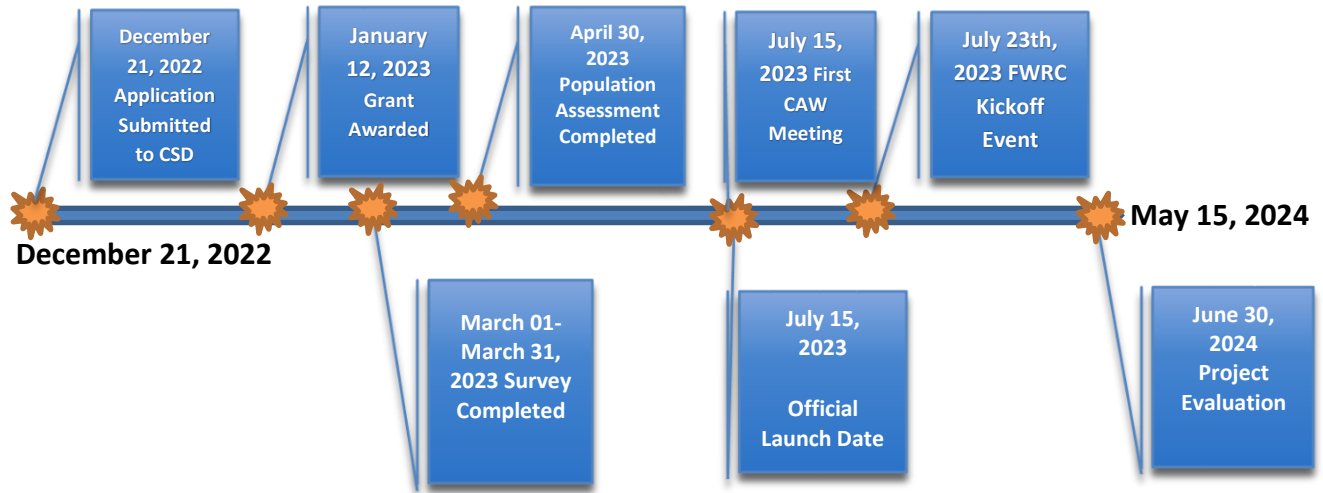 December
21, 2022
Application
Submitted
to CSD
January
12, 2023
Grant
Awarded
April 30,
2023
Population
Assessment
Completed
July 15,
2023 First
CAW
Meeting
July 23th,
2023 FWRC
Kickoff
Event
December 21, 2022
May 15, 2024
March 01-
March 31,
2023 Survey
Completed
July 15,
2023
Official
Launch Date
June 30,
2024
Project
Evaluation